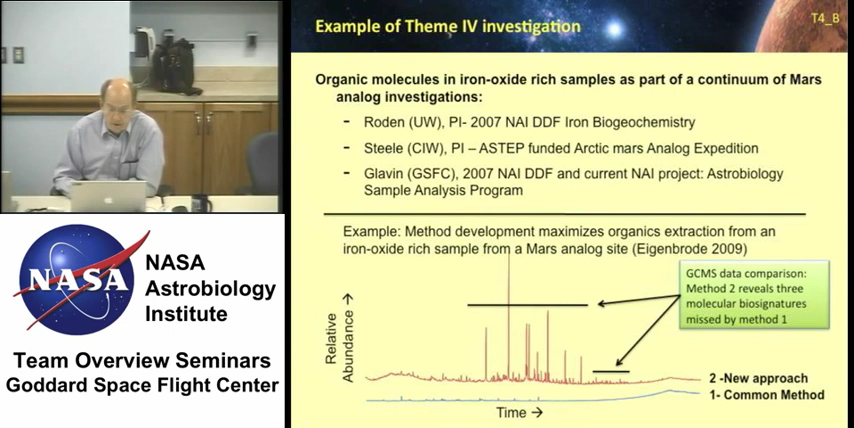 Example of Theme IV investigation
T4_B
Organic molecules in iron-oxide rich samples as part of a continuum of Mars
analog investigations:
- Roden (UW), PI- 2007 NAI DDF Iron Biogeochemistry
- Steele (CIW), PI – ASTEP funded Arctic mars Analog Expedition
- Glavin (GSFC), 2007 NAI DDF and current NAI project: Astrobiology
Sample Analysis Program
Example: Method development maximizes organics extraction from an
iron-oxide rich sample from a Mars analog site (Eigenbrode 2009)
GCMS data comparison:
Method 2 reveals three
molecular biosignatures
missed by method 1
Relative
Abundance →
2 -New approach
1- Common Method
Time →
NASA
NASA
Astrobiology
Institute
Team Overview Seminars
Goddard Space Flight Center